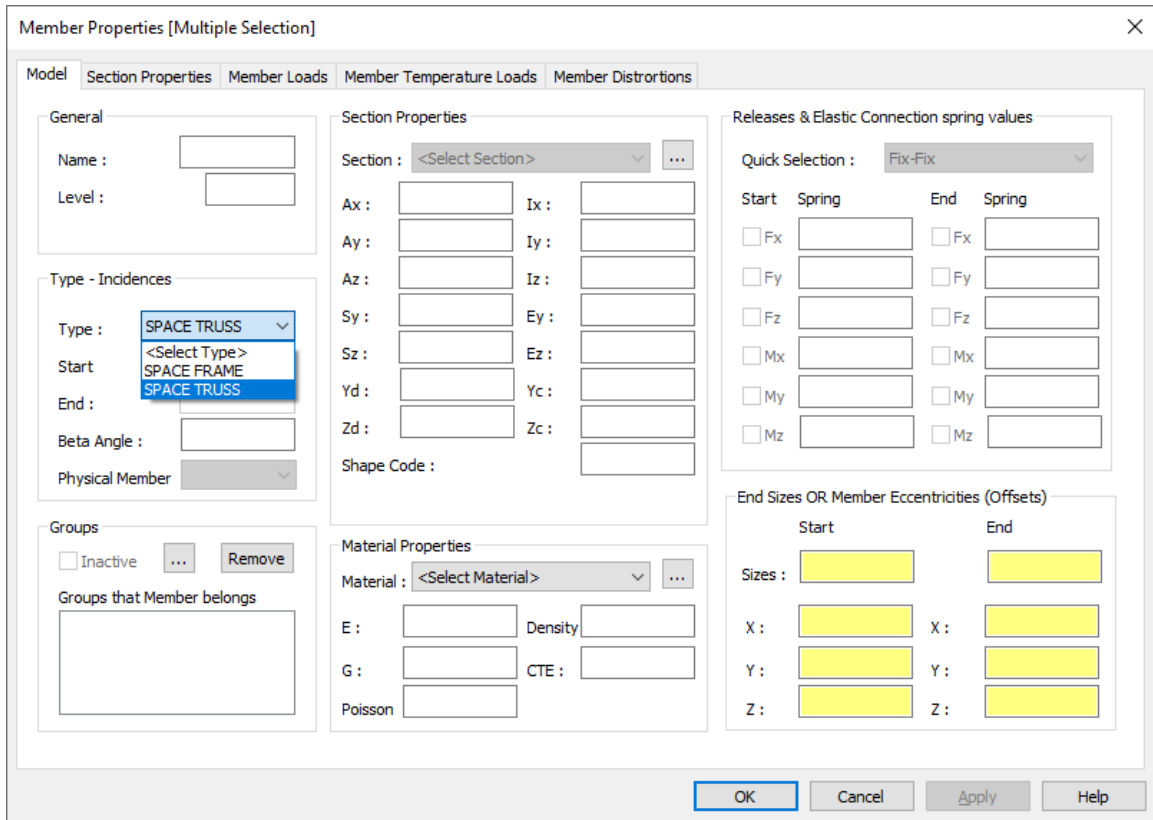 Member Properties [Multiple Selection]
Model Section Properties Member Loads Member Temperature Loads Member Distrortions
General
Name :
Level :
Type - Incidences
Type : SPACE TRUSS
<Select Type>
Start SPACE FRAME
SPACE TRUSS
End :
Beta Angle :
Physical Member
Groups
Inactive ... Remove
Groups that Member belongs
Section Properties
Section : <Select Section> ...
Ax : Ix :
Ay : Iy :
Az : Iz :
Sy : Ey :
Sz : Ez :
Yd : Yc :
Zd : Zc :
Shape Code :
Material Properties
Material : <Select Material> ...
E : Density
G : CTE :
Poisson
Releases & Elastic Connection spring values
Quick Selection : Fix-Fix
Start Spring End Spring
Fx Fx
Fy Fy
Fz Fz
Mx Mx
My My
Mz Mz
End Sizes OR Member Eccentricities (Offsets)
Start End
Sizes :
X : X :
Y : Y :
Z : Z :
OK Cancel Apply Help